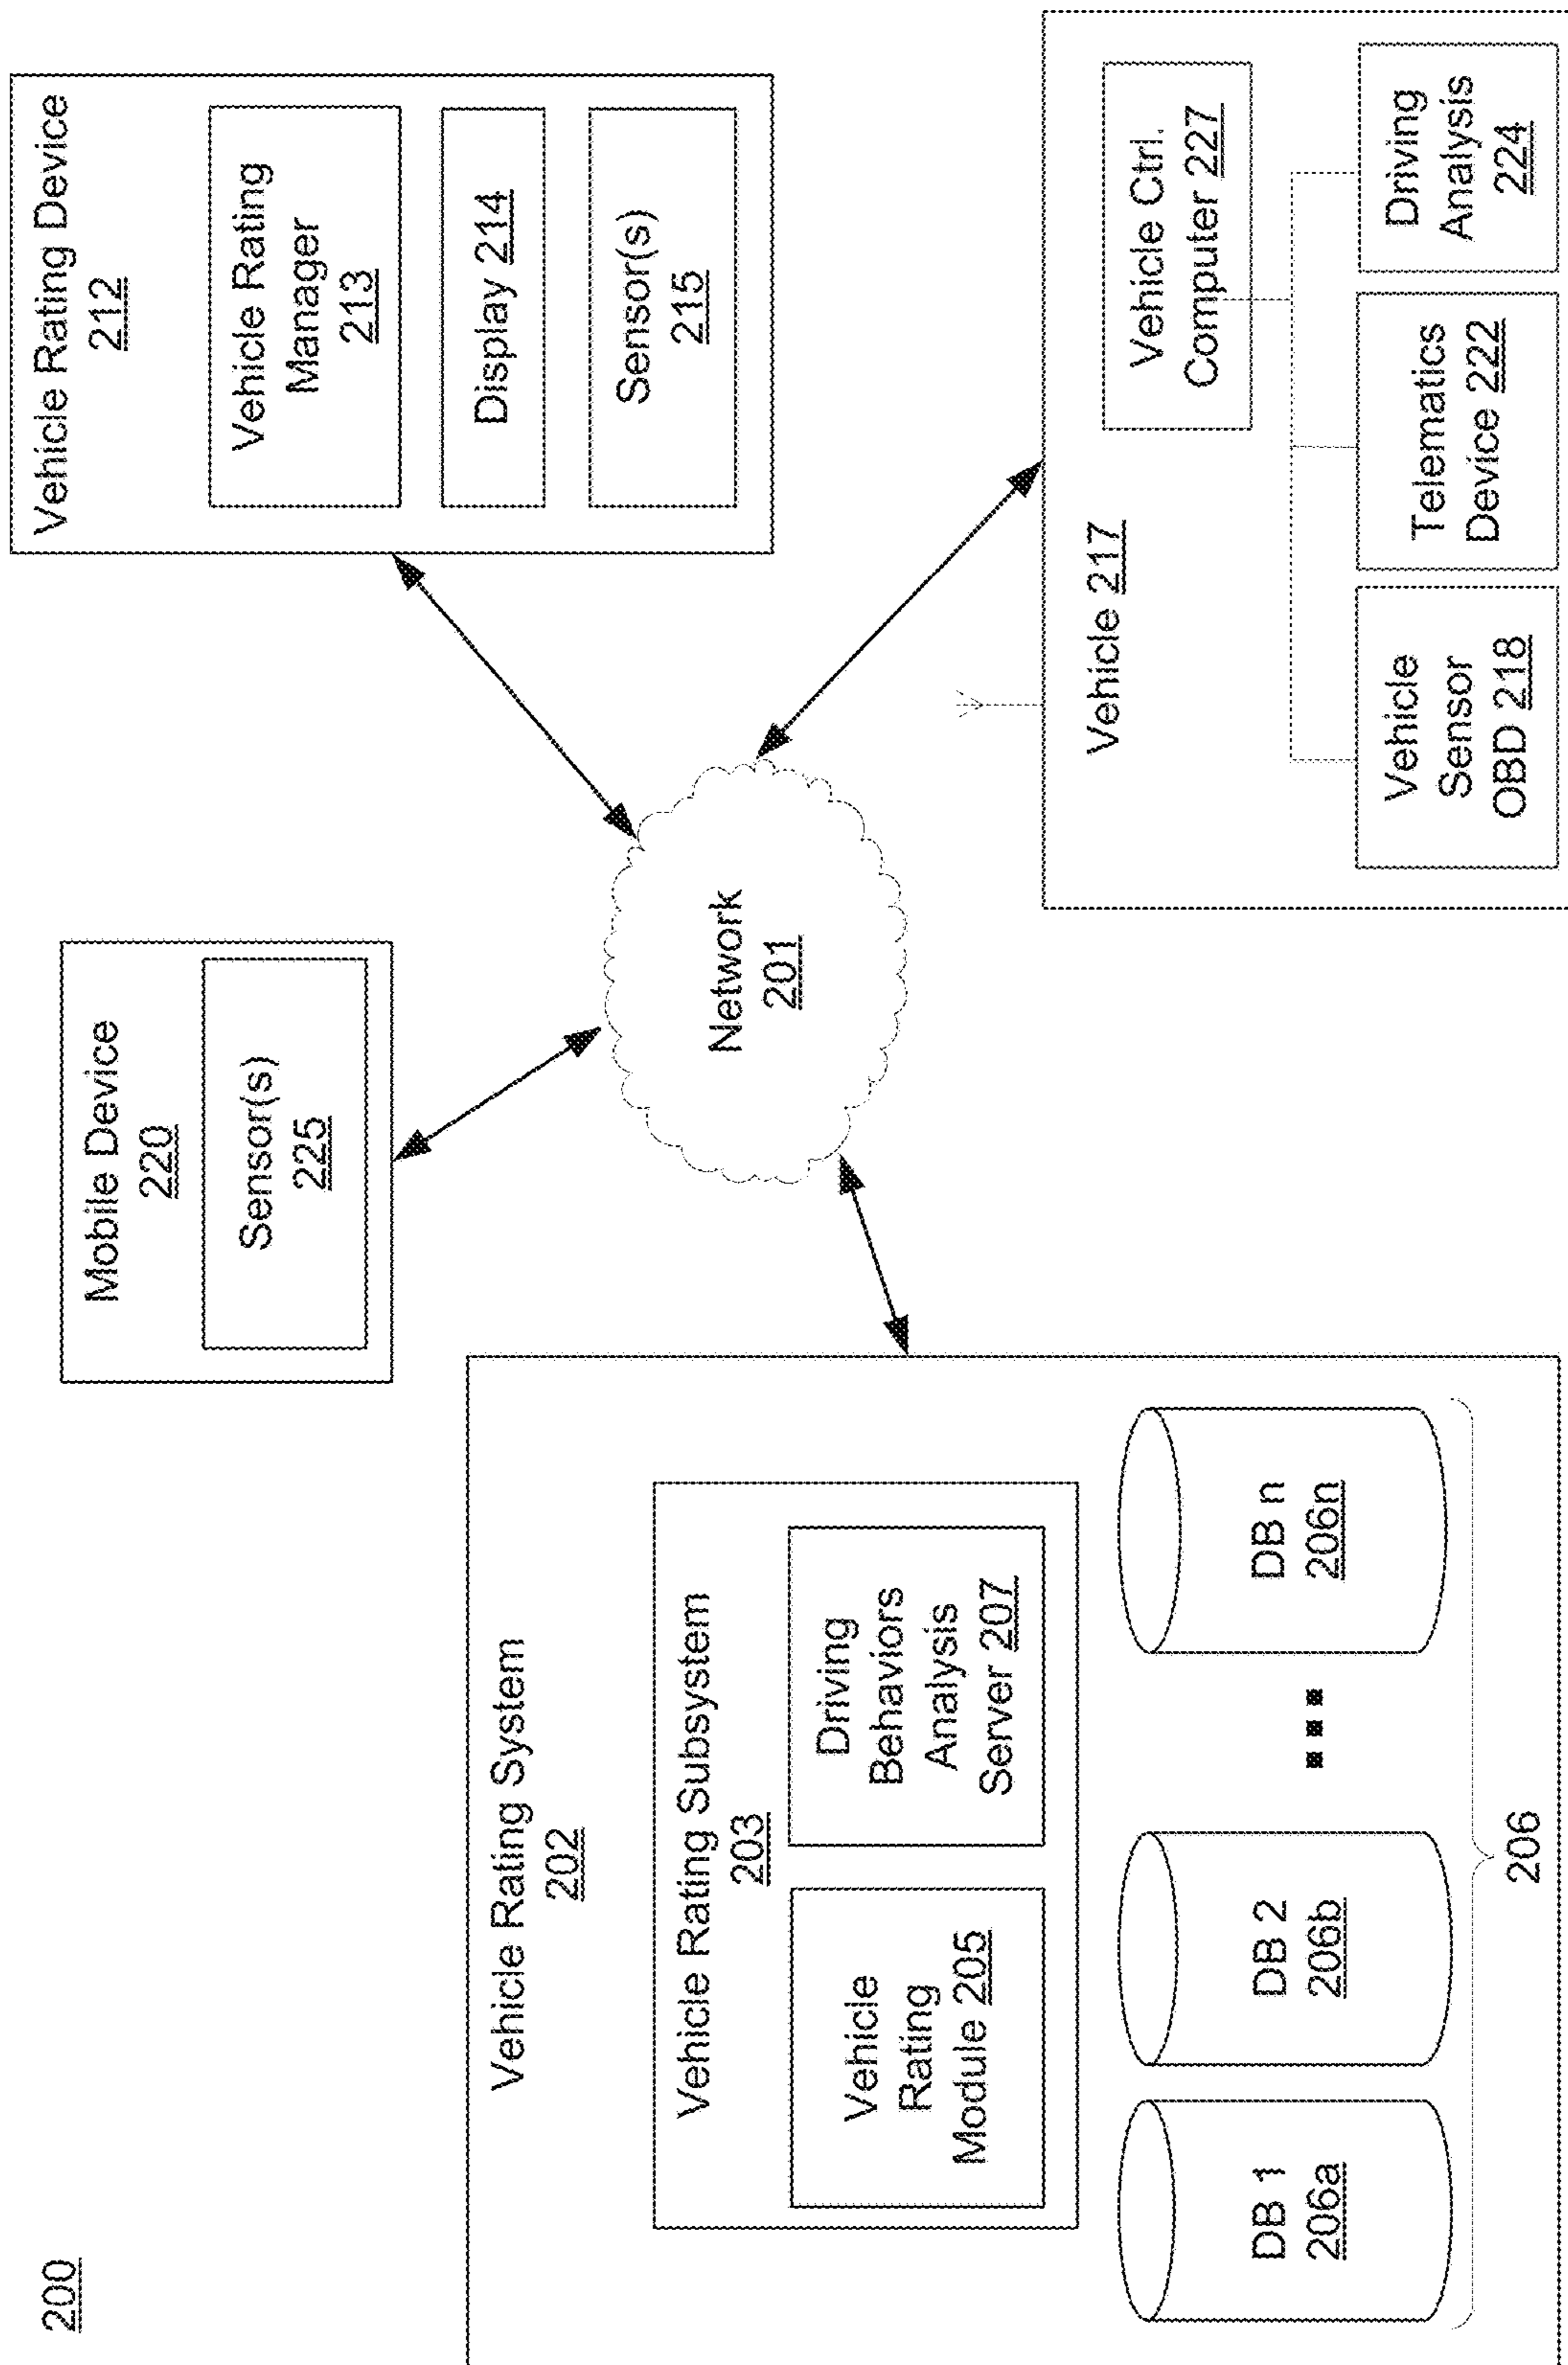 200
Vehicle Rating System
202
Vehicle Rating Subsystem
203
Vehicle
Rating
Module 205
Driving
Behaviors
Analysis
Server 207
DB 1
206a
DB 2
206b
DB n
206n
206
Mobile Device
220
Sensor(s)
225
Network
201
Vehicle Rating Device
212
Vehicle Rating
Manager
213
Display 214
Sensor(s)
215
Vehicle 217
Vehicle Ctrl.
Computer 227
Vehicle
Sensor
OBD 218
Telematics
Device 222
Driving
Analysis
224